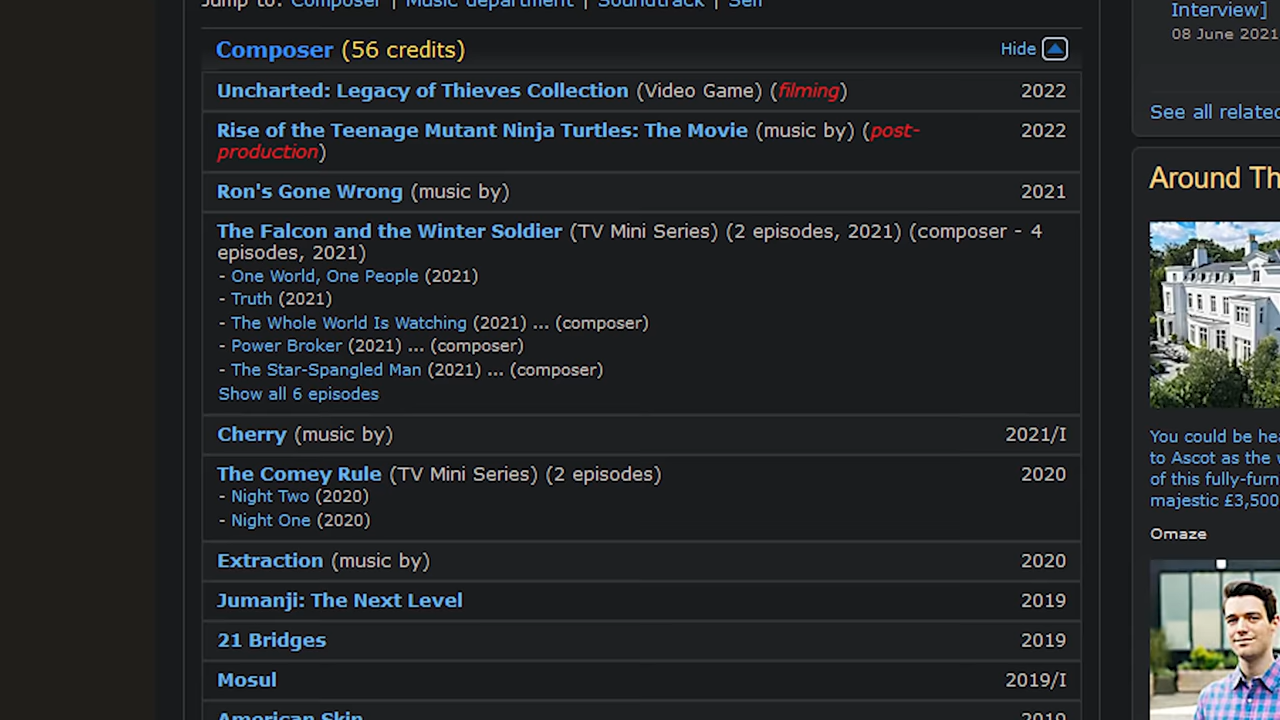 Jump to: Composer | Music department | Soundtrack | Self
Composer (56 credits)
Hide
Uncharted: Legacy of Thieves Collection (Video Game) (filming) 2022
Rise of the Teenage Mutant Ninja Turtles: The Movie (music by) (post- 2022
production)
Ron's Gone Wrong (music by) 2021
The Falcon and the Winter Soldier (TV Mini Series) (2 episodes, 2021) (composer - 4
episodes, 2021)
- One World, One People (2021)
- Truth (2021)
- The Whole World Is Watching (2021) ... (composer)
- Power Broker (2021) ... (composer)
- The Star-Spangled Man (2021) ... (composer)
Show all 6 episodes
Cherry (music by) 2021/I
The Comey Rule (TV Mini Series) (2 episodes) 2020
- Night Two (2020)
- Night One (2020)
Extraction (music by) 2020
Jumanji: The Next Level 2019
21 Bridges 2019
Mosul 2019/I
American Skin 2019
Interview]
08 June 2021
See all related
Around Th
You could be hea
to Ascot as the w
of this fully-furn
majestic £3,500
Omaze